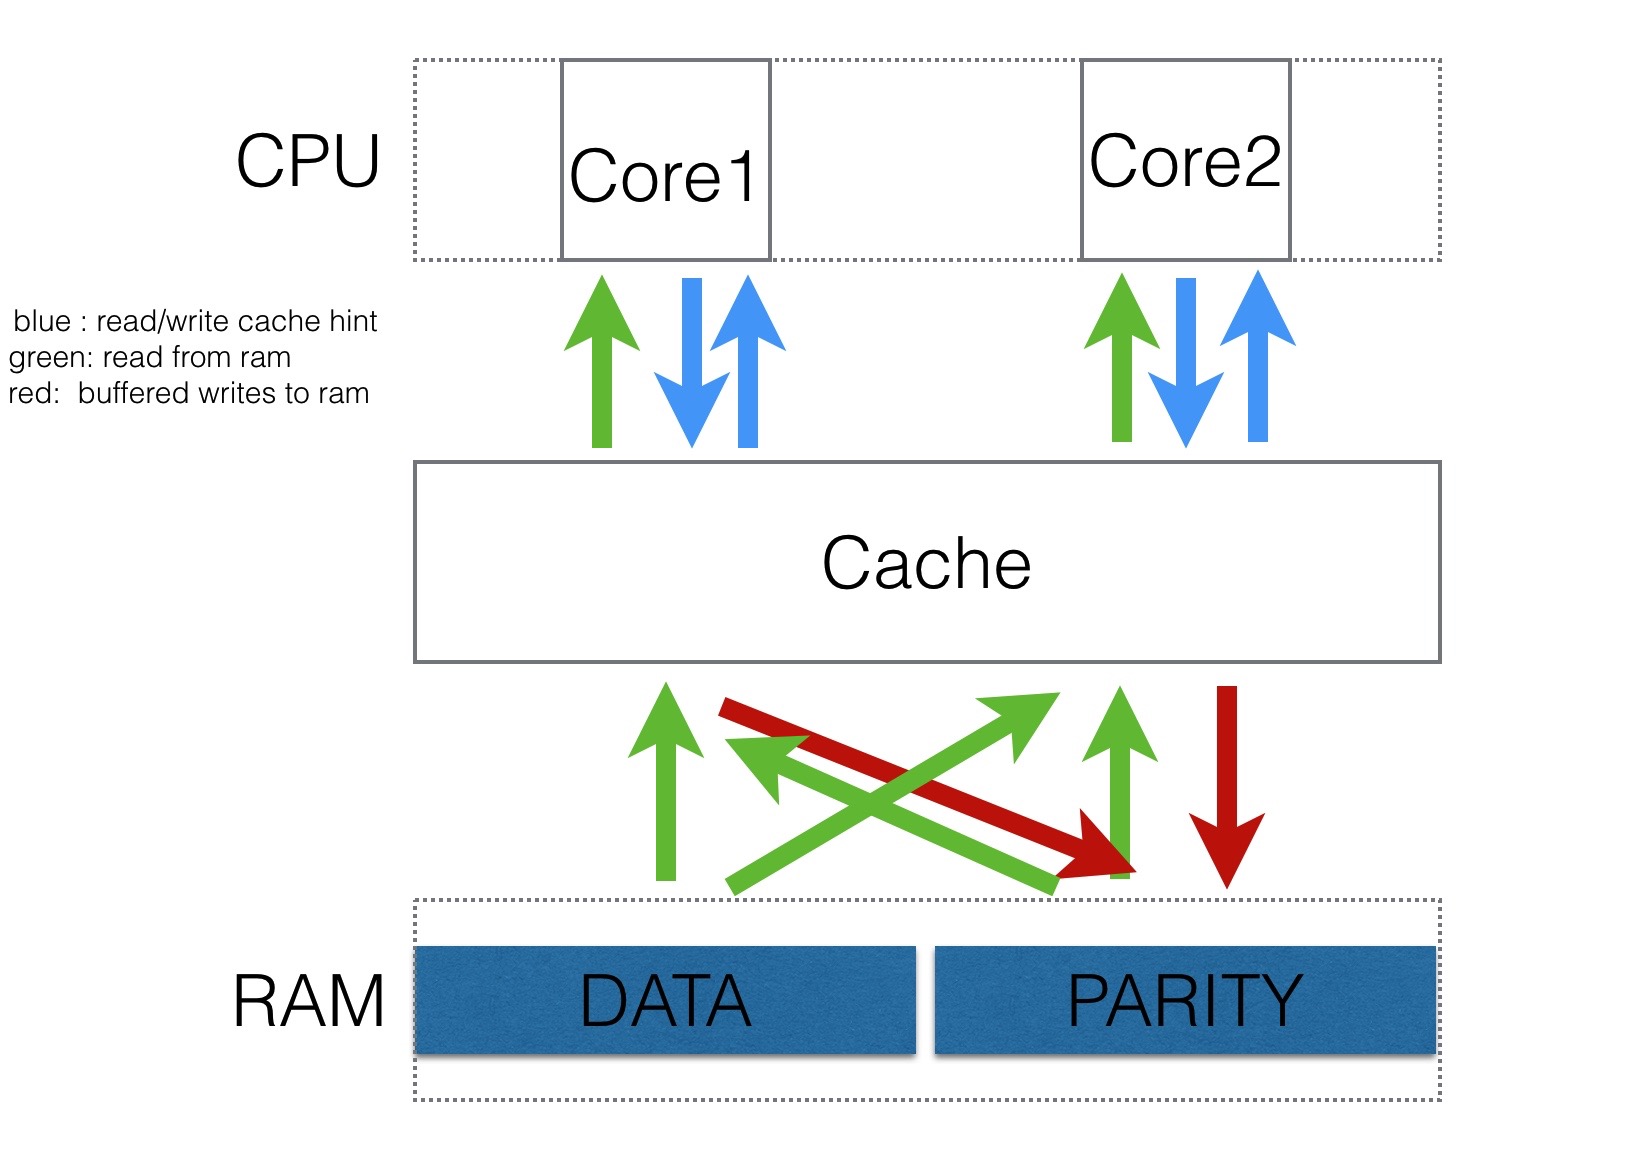 CPU
Core1
Core2
blue : read/write cache hint
green: read from ram
red:  buffered writes to ram
Cache
RAM
DATA
PARITY